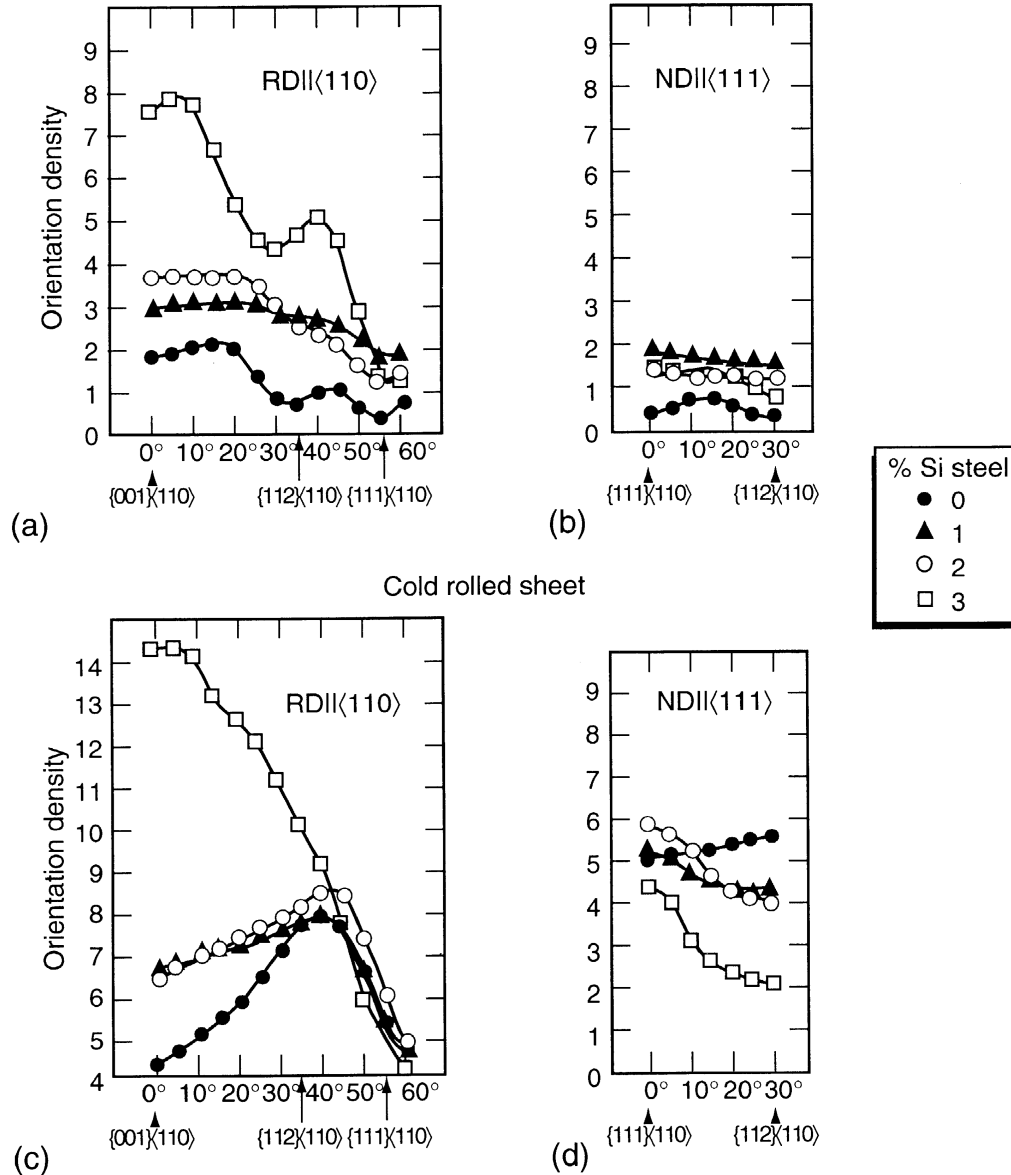 RD||⟨110⟩
Orientation density
9
8
7
6
5
4
3
2
1
0
0° 10° 20° 30° 40° 60°
{001}⟨110⟩ {112}⟨110⟩ {111}⟨110⟩
(a)
ND||⟨111⟩
9
8
7
6
5
4
3
2
1
0
0° 10° 20° 30°
{111}⟨110⟩ {112}⟨110⟩
(b)
% Si steel
0
1
2
3
Cold rolled sheet
RD||⟨110⟩
Orientation density
14
13
12
11
10
9
8
7
6
5
4
0° 10° 20° 30° 40° 60°
{001}⟨110⟩ {112}⟨110⟩ {111}⟨110⟩
(c)
ND||⟨111⟩
9
8
7
6
5
4
3
2
1
0
0° 10° 20° 30°
{111}⟨110⟩ {112}⟨110⟩
(d)